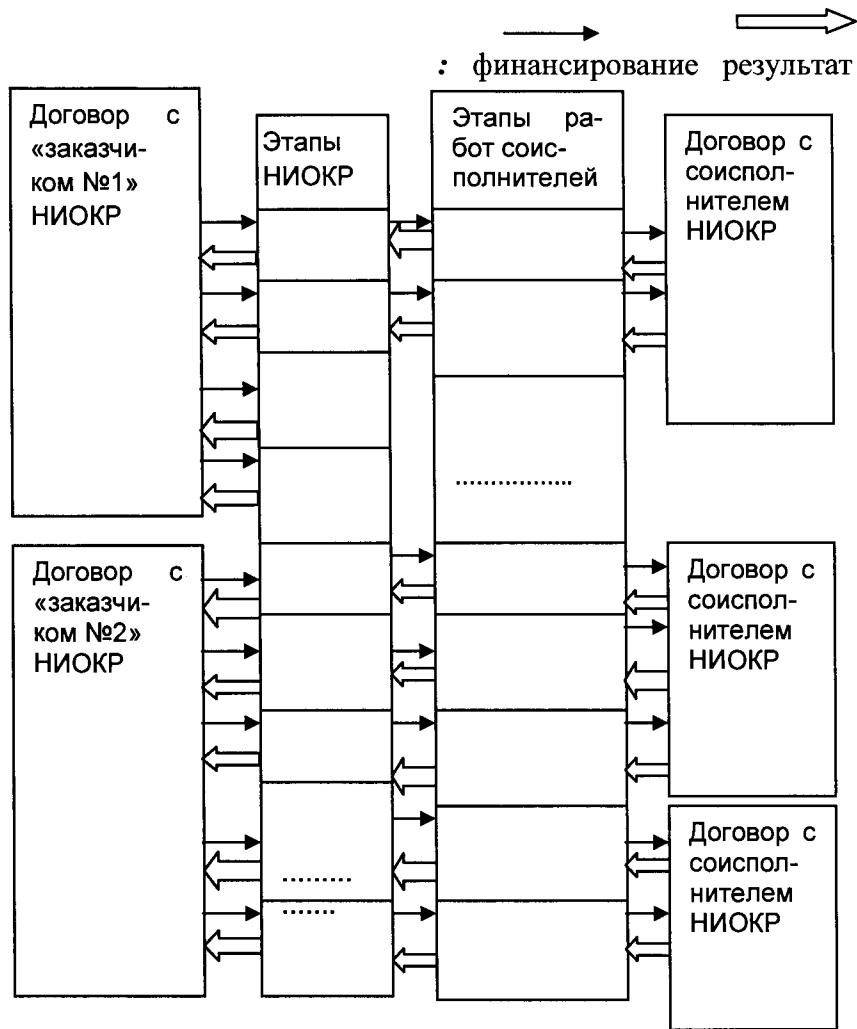 : финансирование результат
Договор с
«заказчи-
ком №1»
НИОКР
Этапы
НИОКР
Этапы ра-
бот соис-
полнителей
Договор с
соиспол-
нителем
НИОКР
.................
Договор с
«заказчи-
ком №2»
НИОКР
Договор с
соиспол-
нителем
НИОКР
..........
.......
Договор с
соиспол-
нителем
НИОКР